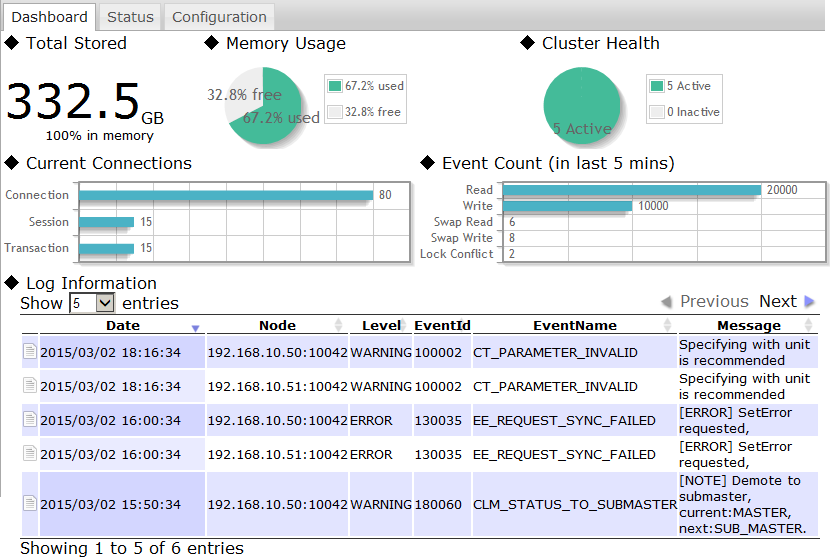 Dashboard Status Configuration
Total Stored Memory Usage Cluster Health
332.5 GB
100% in memory
32.8% free
67.2% used
67.2% used
32.8% free
5 Active
5 Active
0 Inactive
Current Connections
Connection 80
Session 15
Transaction 15
Event Count (in last 5 mins)
Read 20000
Write 10000
Swap Read 6
Swap Write 8
Lock Conflict 2
Log Information
Show 5 entries Previous Next
Date Node Level EventId EventName Message
2015/03/02 18:16:34 192.168.10.50:10042 WARNING 100002 CT_PARAMETER_INVALID Specifying with unit
is recommended
2015/03/02 18:16:34 192.168.10.51:10042 WARNING 100002 CT_PARAMETER_INVALID Specifying with unit
is recommended
2015/03/02 16:00:34 192.168.10.50:10042 ERROR 130035 EE_REQUEST_SYNC_FAILED [ERROR] SetError
requested,
2015/03/02 16:00:34 192.168.10.51:10042 ERROR 130035 EE_REQUEST_SYNC_FAILED [ERROR] SetError
requested,
2015/03/02 15:50:34 192.168.10.50:10042 WARNING 180060 CLM_STATUS_TO_SUBMASTER [NOTE] Demote to
submaster,
current:MASTER,
next:SUB_MASTER.
Showing 1 to 5 of 6 entries